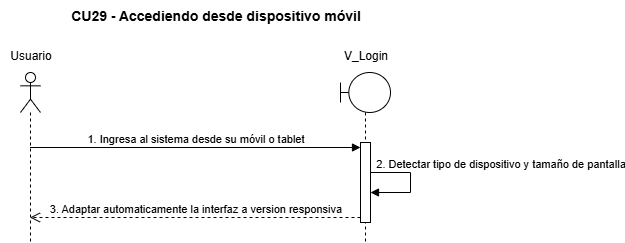 CU29 - Accediendo desde dispositivo móvil
Usuario
V_Login
1. Ingresa al sistema desde su móvil o tablet
2. Detectar tipo de dispositivo y tamaño de pantalla
3. Adaptar automaticamente la interfaz a version responsiva